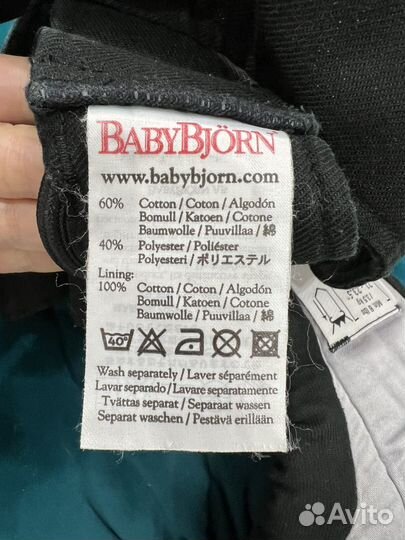 BABYBJÖRN
www.babybjorn.com
60% Cotton / Coton / Algodón
Bomull / Katoen / Cotone
Baumwolle / Puuvillaa / 綿
40% Polyester / Poliéster
Polyesteri / ポリエステル
Lining:
100% Cotton / Coton / Algodón
Bomull / Katoen / Cotone
Baumwolle / Puuvillaa / 綿
40°
Wash separately / Laver séparément
Lavar separado / Lavare separatamente
Tvättas separat / Separaat wassen
Separat waschen / Pestävä erillään
Avito